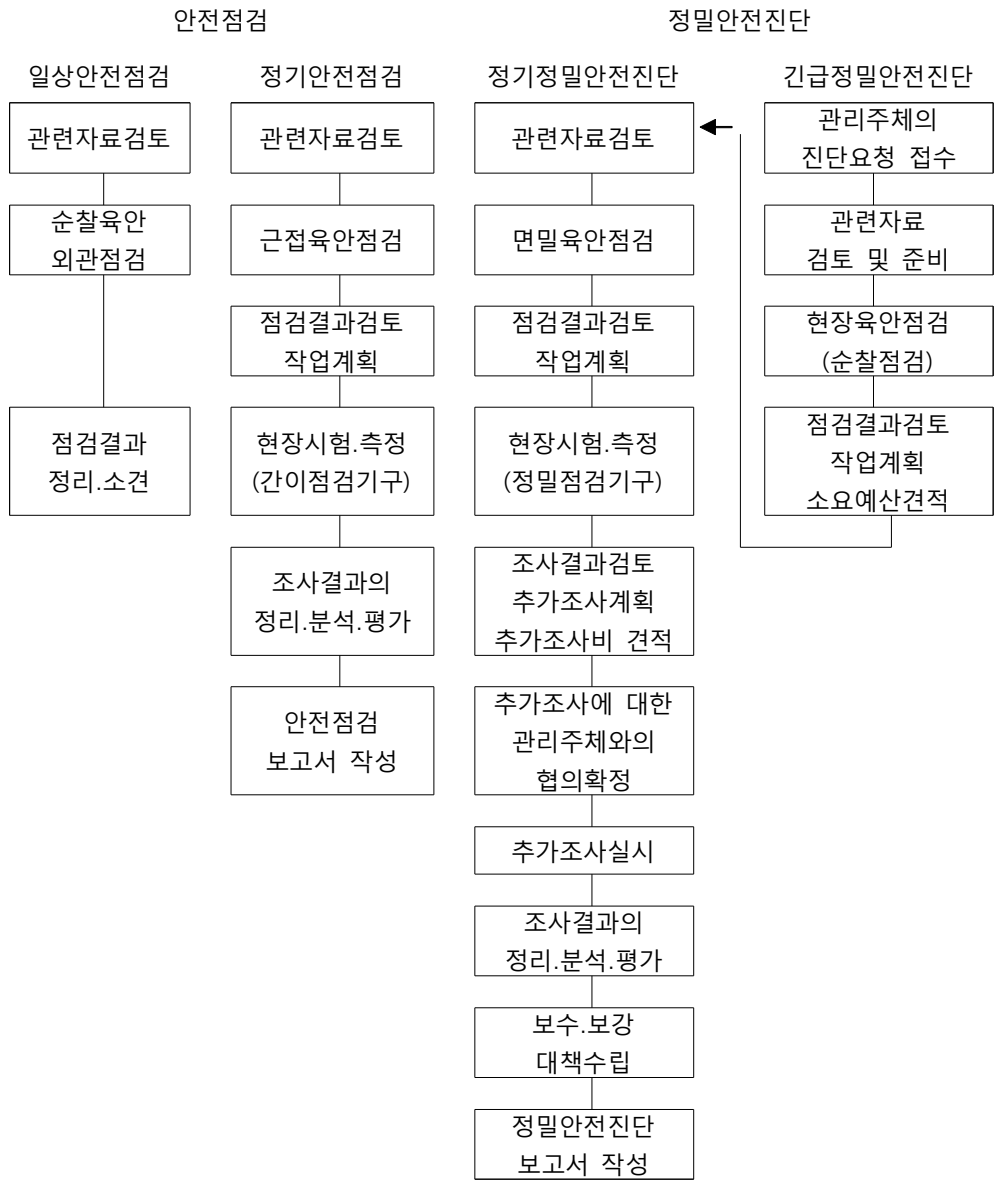 안전점검
정밀안전진단
일상안전점검
관련자료검토
순찰육안
외관점검
점검결과
정리.소견
정기안전점검
관련자료검토
근접육안점검
점검결과검토
작업계획
현장시험.측정
(간이점검기구)
조사결과의
정리.분석.평가
안전점검
보고서 작성
정기정밀안전진단
관련자료검토
면밀육안점검
점검결과검토
작업계획
현장시험.측정
(정밀점검기구)
조사결과검토
추가조사계획
추가조사비 견적
추가조사에 대한
관리주체와의
협의확정
추가조사실시
조사결과의
정리.분석.평가
보수.보강
대책수립
정밀안전진단
보고서 작성
긴급정밀안전진단
관리주체의
진단요청 접수
관련자료
검토 및 준비
현장육안점검
(순찰점검)
점검결과검토
작업계획
소요예산견적